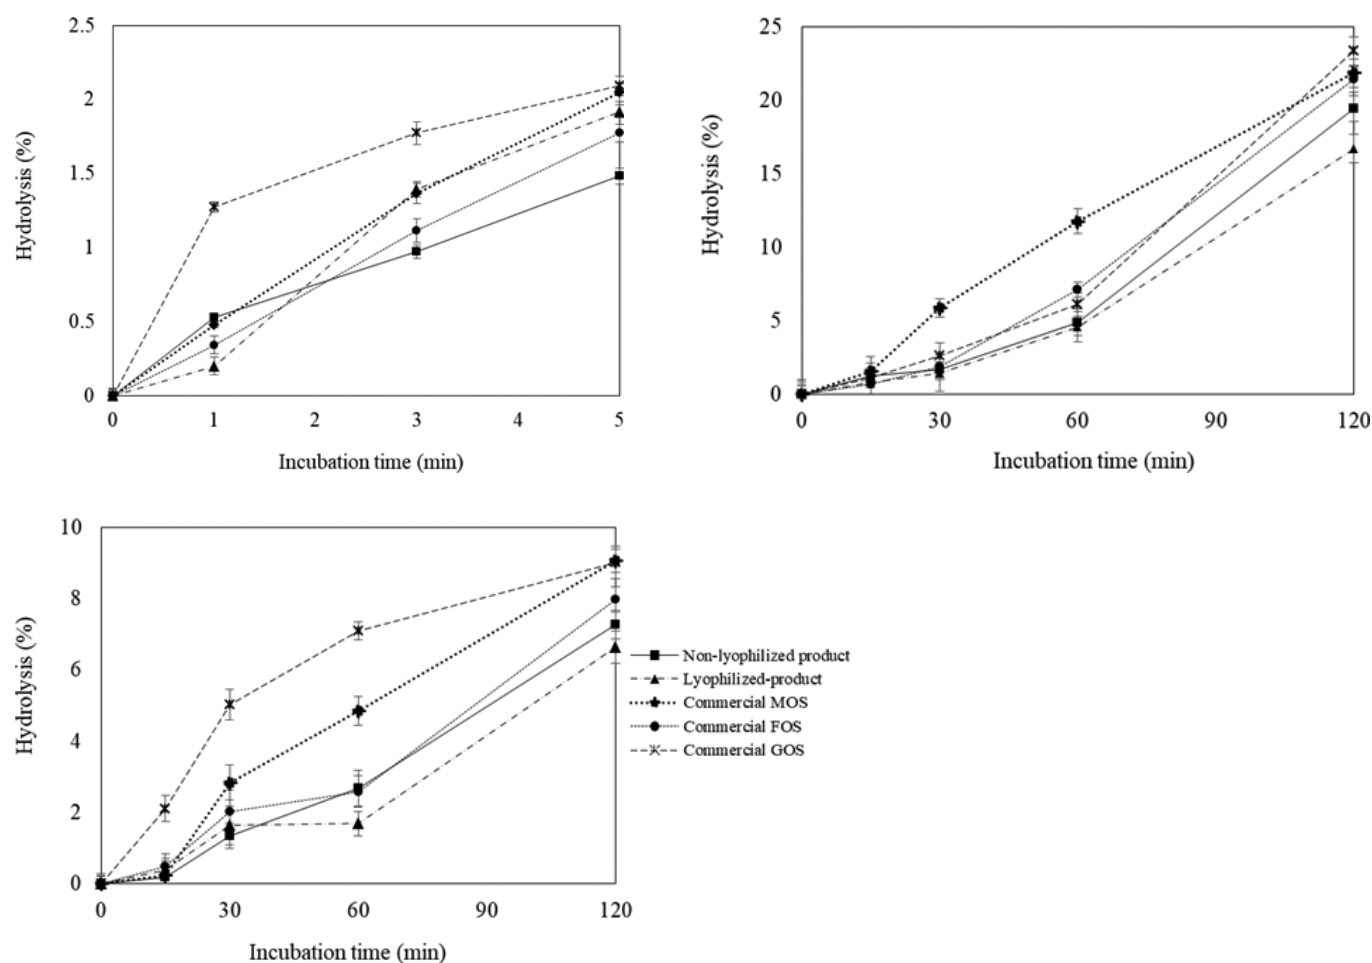 2.5
2
1.5
1
0.5
0
Hydrolysis (%)
0 1 2 3 4 5
Incubation time (min)
25
20
15
10
5
0
Hydrolysis (%)
0 30 60 90 120
Incubation time (min)
10
8
6
4
2
0
Hydrolysis (%)
0 30 60 90 120
Incubation time (min)
Non-lyophilized product
Lyophilized-product
Commercial MOS
Commercial FOS
Commercial GOS